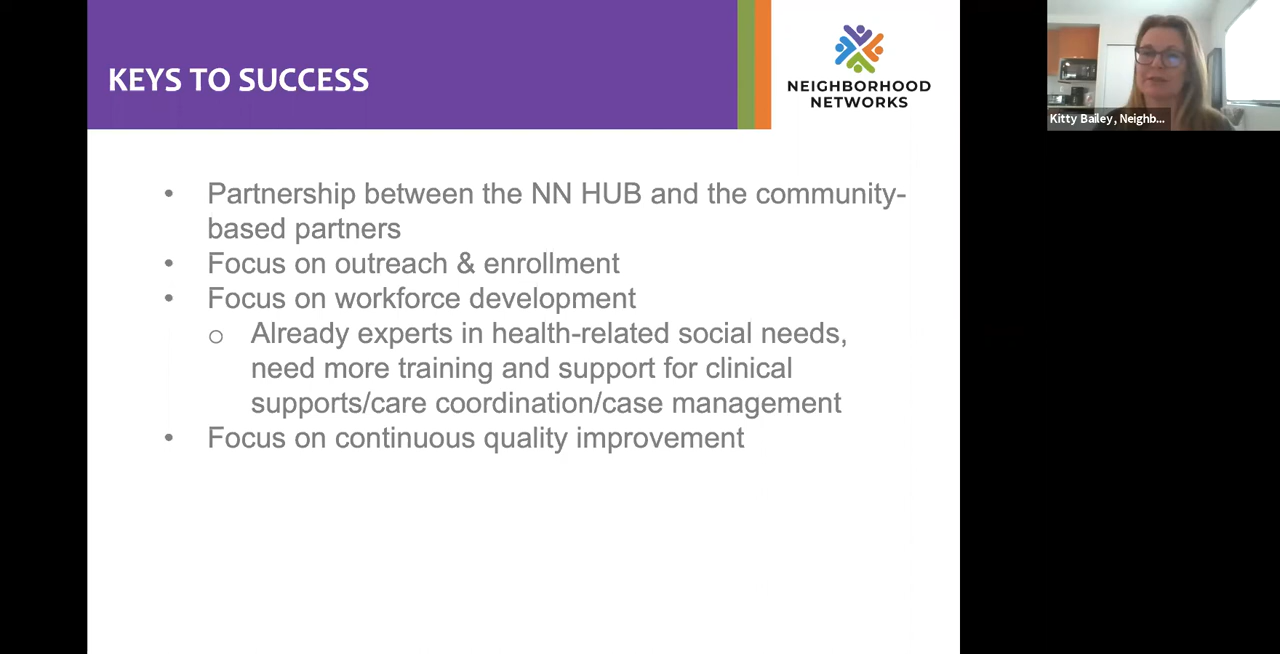 KEYS TO SUCCESS
NEIGHBORHOOD
NETWORKS
Kitty Bailey, Neighb...
• Partnership between the NN HUB and the community-
based partners
• Focus on outreach & enrollment
• Focus on workforce development
o Already experts in health-related social needs,
need more training and support for clinical
supports/care coordination/case management
• Focus on continuous quality improvement